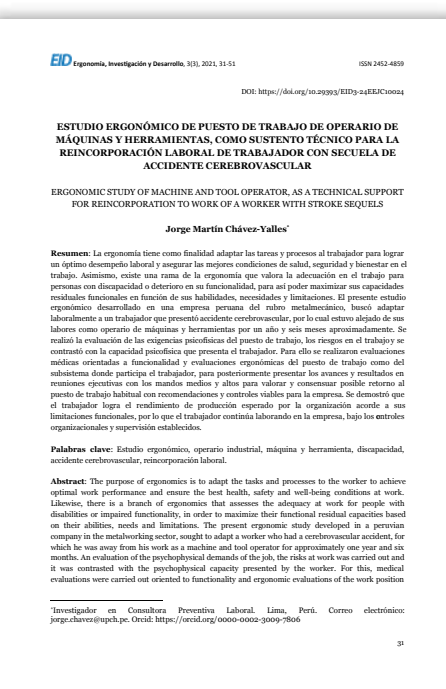 EID Ergonomía, Investigación y Desarrollo, 3(3), 2021, 31-51 ISSN 2452-4859
DOI: https://doi.org/10.29393/EID3-24EEJC10024
ESTUDIO ERGONÓMICO DE PUESTO DE TRABAJO DE OPERARIO DE
MÁQUINAS Y HERRAMIENTAS, COMO SUSTENTO TÉCNICO PARA LA
REINCORPORACIÓN LABORAL DE TRABAJADOR CON SECUELA DE
ACCIDENTE CEREBROVASCULAR
ERGONOMIC STUDY OF MACHINE AND TOOL OPERATOR, AS A TECHNICAL SUPPORT
FOR REINCORPORATION TO WORK OF A WORKER WITH STROKE SEQUELS
Jorge Martín Chávez-Yalles*
Resumen: La ergonomía tiene como finalidad adaptar las tareas y procesos al trabajador para lograr
un óptimo desempeño laboral y asegurar las mejores condiciones de salud, seguridad y bienestar en el
trabajo. Asimismo, existe una rama de la ergonomía que valora la adecuación en el trabajo para
personas con discapacidad o deterioro en su funcionalidad, para así poder maximizar sus capacidades
residuales funcionales en función de sus habilidades, necesidades y limitaciones. El presente estudio
ergonómico desarrollado en una empresa peruana del rubro metalmecánico, buscó adaptar
laboralmente a un trabajador que presentó accidente cerebrovascular, por lo cual estuvo alejado de sus
labores como operario de máquinas y herramientas por un año y seis meses aproximadamente. Se
realizó la evaluación de las exigencias psicofísicas del puesto de trabajo, los riesgos en el trabajo y se
contrastó con la capacidad psicofísica que presenta el trabajador. Para ello se realizaron evaluaciones
médicas orientadas a funcionalidad y evaluaciones ergonómicas del puesto de trabajo como del
subsistema donde participa el trabajador, para posteriormente presentar los avances y resultados en
reuniones ejecutivas con los mandos medios y altos para valorar y consensuar posible retorno al
puesto de trabajo habitual con recomendaciones y controles viables para la empresa. Se demostró que
el trabajador logra el rendimiento de producción esperado por la organización acorde a sus
limitaciones funcionales, por lo que el trabajador continúa laborando en la empresa, bajo los controles
organizacionales y supervisión establecidos.
Palabras clave: Estudio ergonómico, operario industrial, máquina y herramienta, discapacidad,
accidente cerebrovascular, reincorporación laboral.
Abstract: The purpose of ergonomics is to adapt the tasks and processes to the worker to achieve
optimal work performance and ensure the best health, safety and well-being conditions at work.
Likewise, there is a branch of ergonomics that assesses the adequacy at work for people with
disabilities or impaired functionality, in order to maximize their functional residual capacities based
on their abilities, needs and limitations. The present ergonomic study developed in a peruvian
company in the metalworking sector, sought to adapt a worker who had a cerebrovascular accident, for
which he was away from his work as a machine and tool operator for approximately one year and six
months. An evaluation of the psychophysical demands of the job, the risks at work was carried out and
it was contrasted with the psychophysical capacity presented by the worker. For this, medical
evaluations were carried out oriented to functionality and ergonomic evaluations of the work position
*Investigador en Consultora Preventiva Laboral. Lima, Perú. Correo electrónico:
jorge.chavez@upch.pe. Orcid: https://orcid.org/0000-0002-3009-7806
31